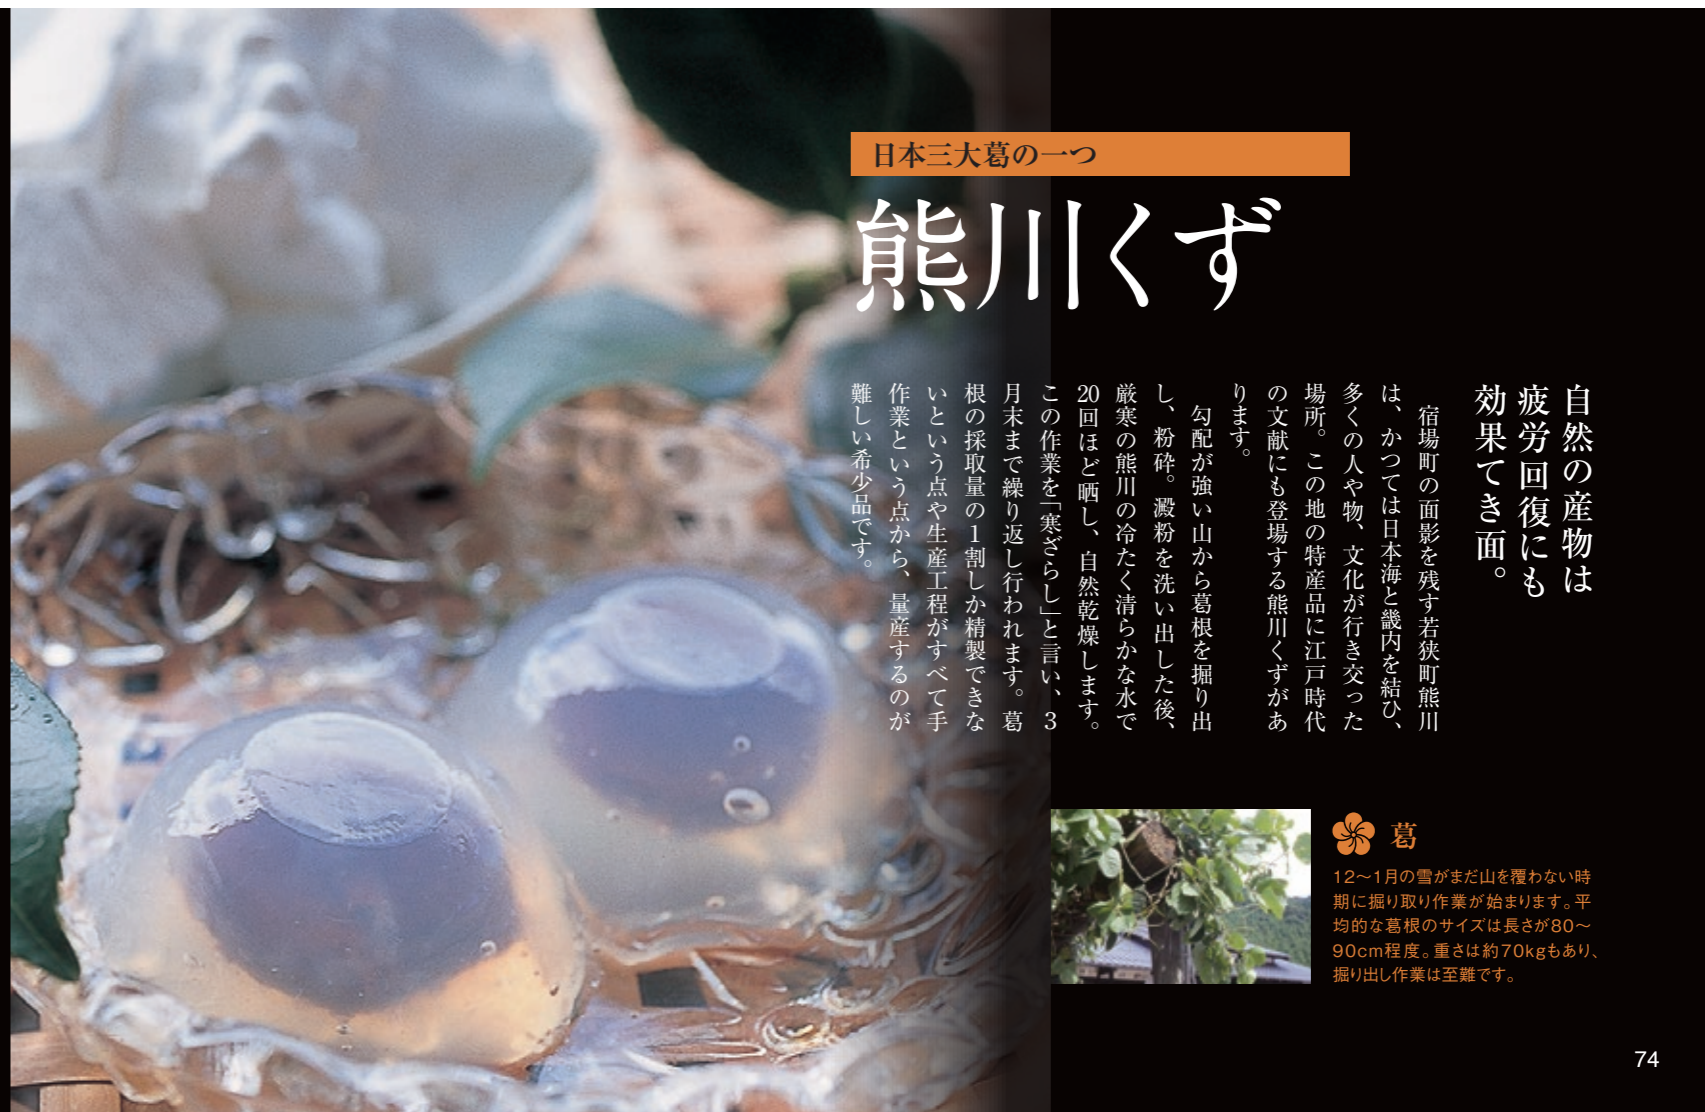 日本三大葛の一つ
熊川くず
自然の産物は
疲労回復にも
効果てき面。
宿場町の面影を残す若狭町熊川
は、かつては日本海と畿内を結ひ、
多くの人や物、文化が行き交った
場所。この地の特産品に江戸時代
の文献にも登場する熊川くずがあ
ります。
勾配が強い山から葛根を掘り出
し、粉砕。澱粉を洗い出した後、
厳寒の熊川の冷たく清らかな水で
20回ほど晒し、自然乾燥します。
この作業を「寒ざらし」と言い、3
月末まで繰り返し行われます。葛
根の採取量の1割しか精製できな
いという点や生産工程がすべて手
作業という点から、量産するのが
難しい希少品です。
葛
12〜1月の雪がまだ山を覆わない時
期に掘り取り作業が始まります。平
均的な葛根のサイズは長さが80〜
90cm程度。重さは約70kgもあり、
掘り出し作業は至難です。
74